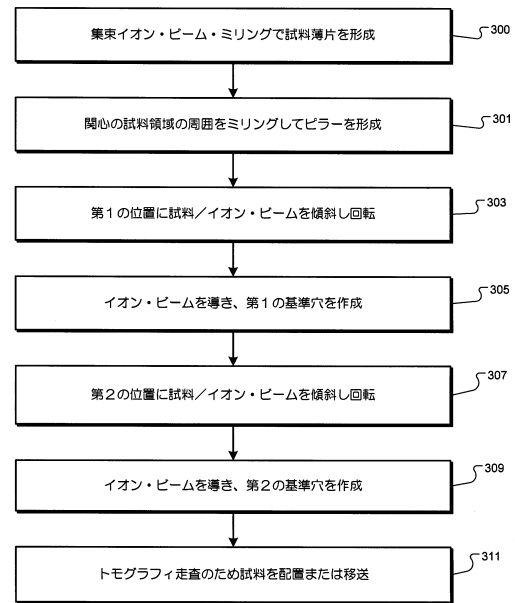 集束イオン・ビーム・ミリングで試料薄片を形成
300
関心の試料領域の周囲をミリングしてピラーを形成
301
第1の位置に試料／イオン・ビームを傾斜し回転
303
イオン・ビームを導き、第1の基準穴を作成
305
第2の位置に試料／イオン・ビームを傾斜し回転
307
イオン・ビームを導き、第2の基準穴を作成
309
トモグラフィ走査のため試料を配置または移送
311